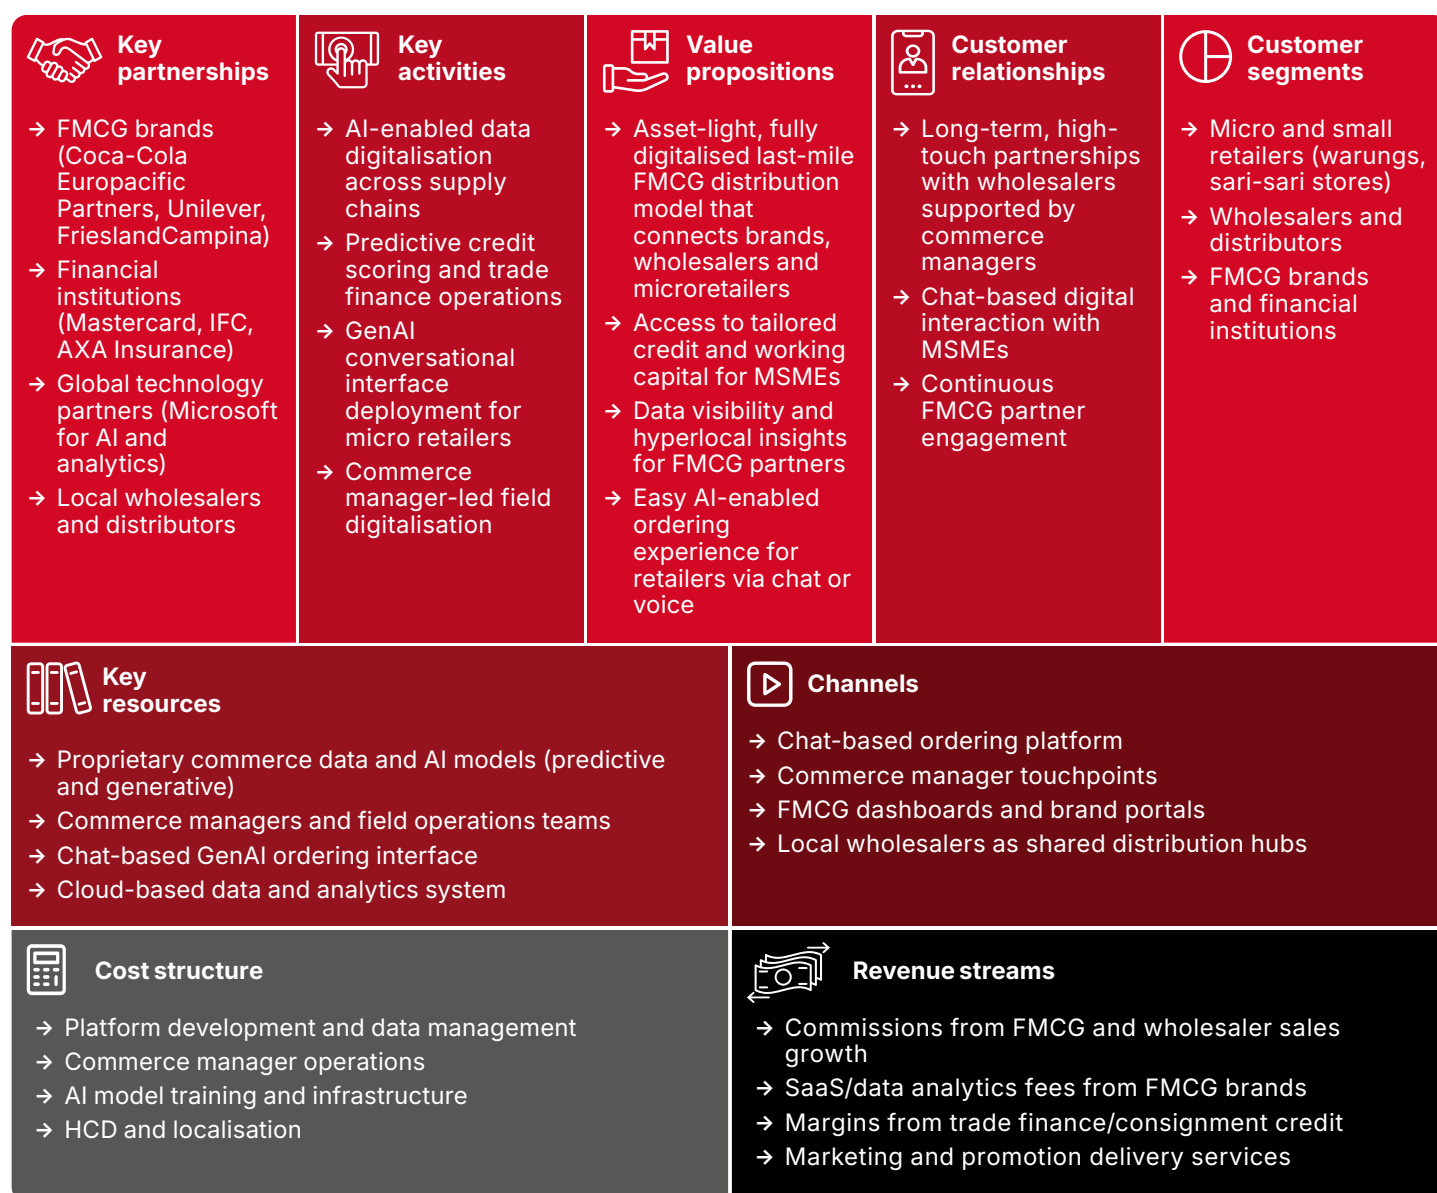 Key
partnerships
→ FMCG brands
(Coca-Cola
Europacific
Partners, Unilever,
FrieslandCampina)
→ Financial
institutions
(Mastercard, IFC,
AXA Insurance)
→ Global technology
partners (Microsoft
for AI and
analytics)
→ Local wholesalers
and distributors
Key
activities
→ AI-enabled data
digitalisation
across supply
chains
→ Predictive credit
scoring and trade
finance operations
→ GenAI
conversational
interface
deployment for
micro retailers
→ Commerce
manager-led field
digitalisation
Value
propositions
→ Asset-light, fully
digitalised last-mile
FMCG distribution
model that
connects brands,
wholesalers and
microretailers
→ Access to tailored
credit and working
capital for MSMEs
→ Data visibility and
hyperlocal insights
for FMCG partners
→ Easy AI-enabled
ordering
experience for
retailers via chat or
voice
Customer
relationships
→ Long-term, high-
touch partnerships
with wholesalers
supported by
commerce
managers
→ Chat-based digital
interaction with
MSMEs
→ Continuous
FMCG partner
engagement
Customer
segments
→ Micro and small
retailers (warungs,
sari-sari stores)
→ Wholesalers and
distributors
→ FMCG brands
and financial
institutions
Key
resources
→ Proprietary commerce data and AI models (predictive
and generative)
→ Commerce managers and field operations teams
→ Chat-based GenAI ordering interface
→ Cloud-based data and analytics system
Channels
→ Chat-based ordering platform
→ Commerce manager touchpoints
→ FMCG dashboards and brand portals
→ Local wholesalers as shared distribution hubs
Cost structure
→ Platform development and data management
→ Commerce manager operations
→ AI model training and infrastructure
→ HCD and localisation
Revenue streams
→ Commissions from FMCG and wholesaler sales
growth
→ SaaS/data analytics fees from FMCG brands
→ Margins from trade finance/consignment credit
→ Marketing and promotion delivery services